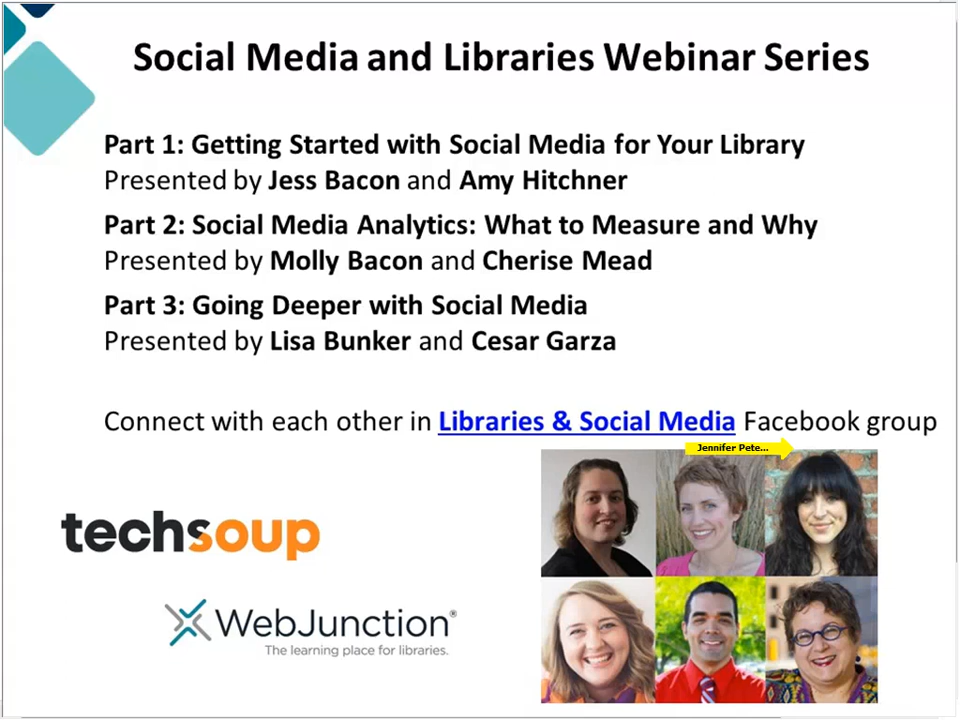 Social Media and Libraries Webinar Series
Part 1: Getting Started with Social Media for Your Library
Presented by Jess Bacon and Amy Hitchner
Part 2: Social Media Analytics: What to Measure and Why
Presented by Molly Bacon and Cherise Mead
Part 3: Going Deeper with Social Media
Presented by Lisa Bunker and Cesar Garza
Connect with each other in Libraries & Social Media Facebook group
Jennifer Pete...
techsoup
WebJunction®
The learning place for libraries.